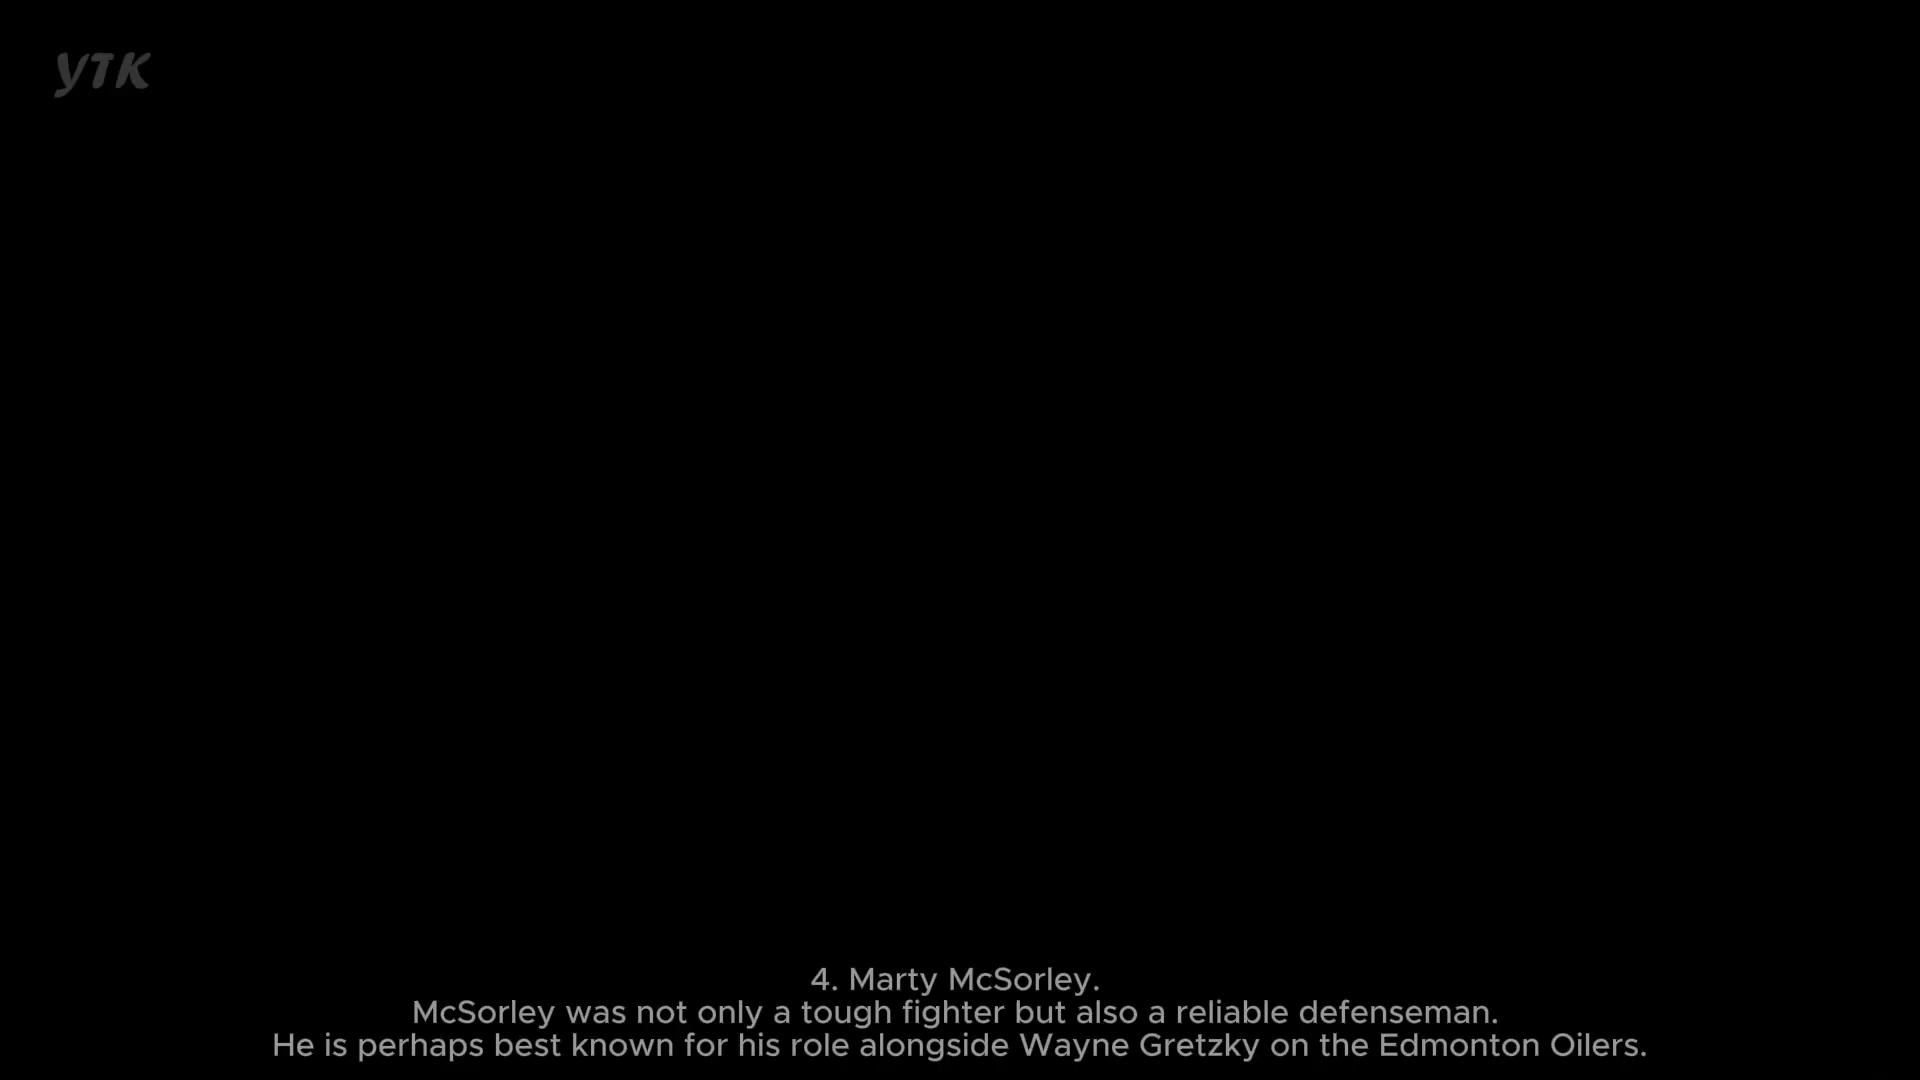 YTK
4. Marty McSorley.
McSorley was not only a tough fighter but also a reliable defenseman.
He is perhaps best known for his role alongside Wayne Gretzky on the Edmonton Oilers.